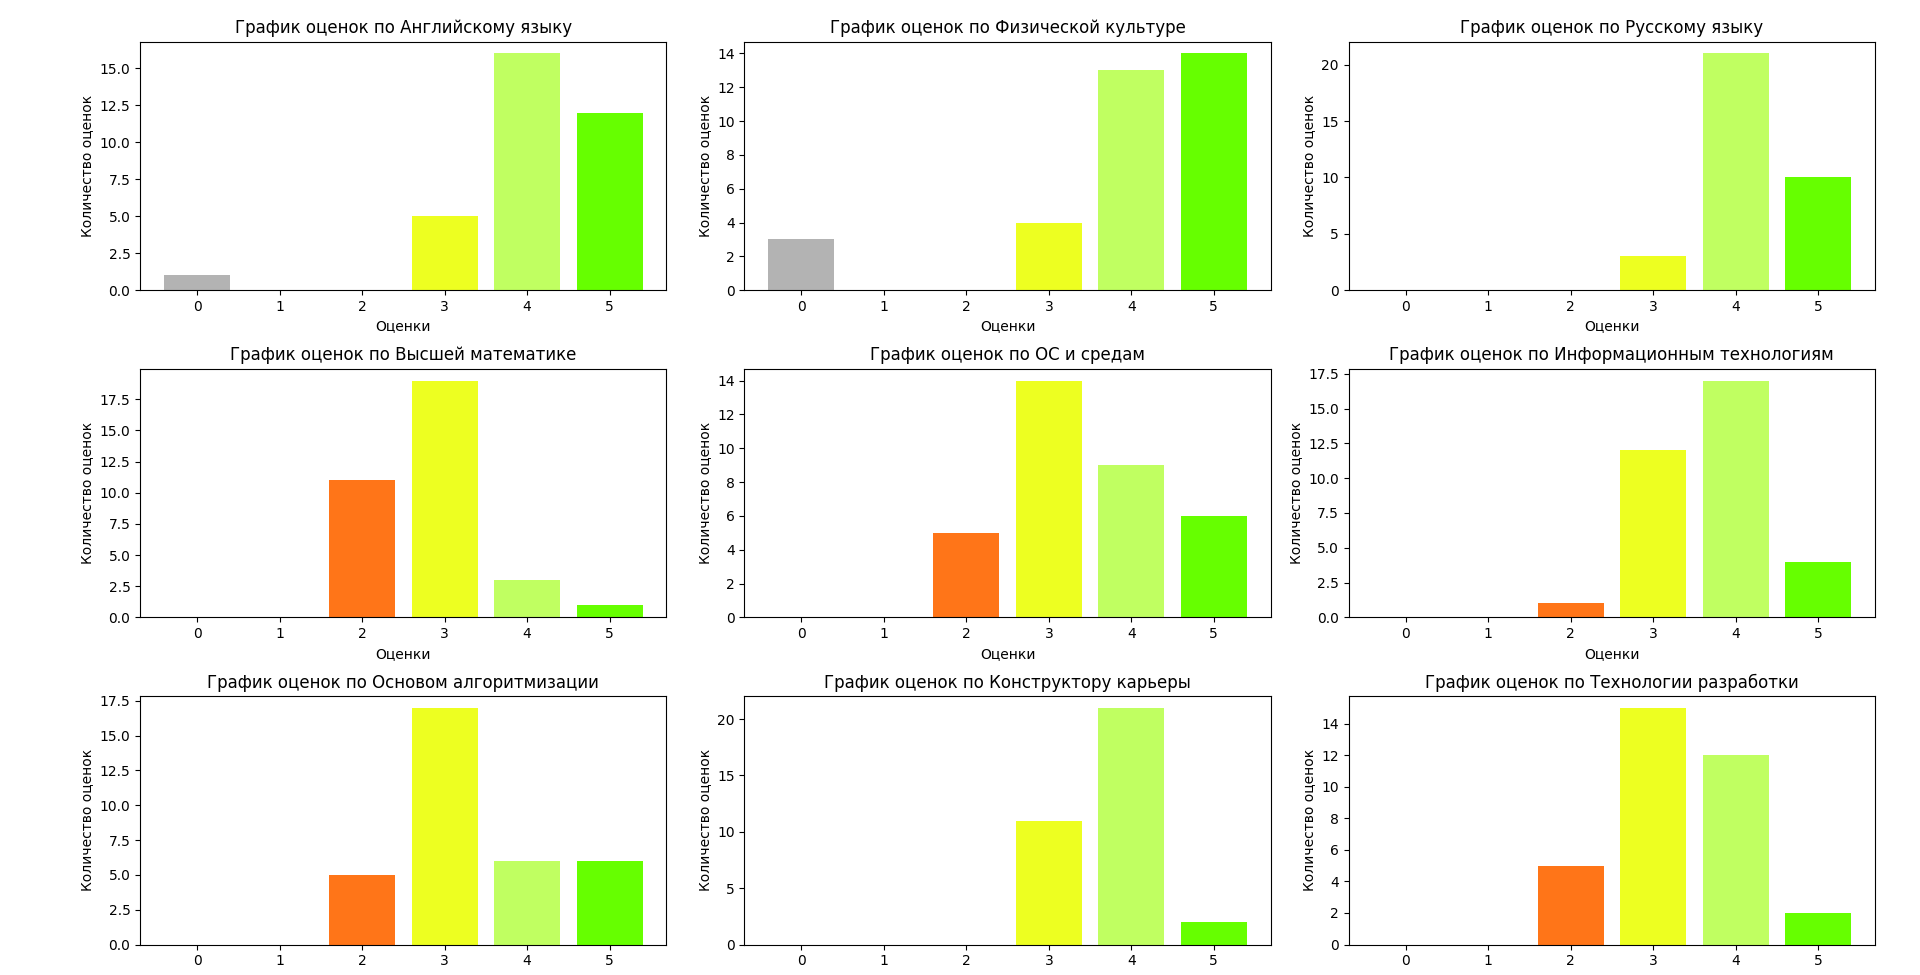 График оценок по Английскому языку
Количество оценок
15.0
12.5
10.0
7.5
5.0
2.5
0.0
0 1 2 3 4 5
Оценки
График оценок по Физической культуре
Количество оценок
14
12
10
8
6
4
2
0
0 1 2 3 4 5
Оценки
График оценок по Русскому языку
Количество оценок
20
15
10
5
0
0 1 2 3 4 5
Оценки
График оценок по Высшей математике
Количество оценок
17.5
15.0
12.5
10.0
7.5
5.0
2.5
0.0
0 1 2 3 4 5
Оценки
График оценок по ОС и средам
Количество оценок
14
12
10
8
6
4
2
0
0 1 2 3 4 5
Оценки
График оценок по Информационным технологиям
Количество оценок
17.5
15.0
12.5
10.0
7.5
5.0
2.5
0.0
0 1 2 3 4 5
Оценки
График оценок по Основом алгоритмизации
Количество оценок
17.5
15.0
12.5
10.0
7.5
5.0
2.5
0.0
0 1 2 3 4 5
График оценок по Конструктору карьеры
Количество оценок
20
15
10
5
0
0 1 2 3 4 5
График оценок по Технологии разработки
Количество оценок
14
12
10
8
6
4
2
0
0 1 2 3 4 5